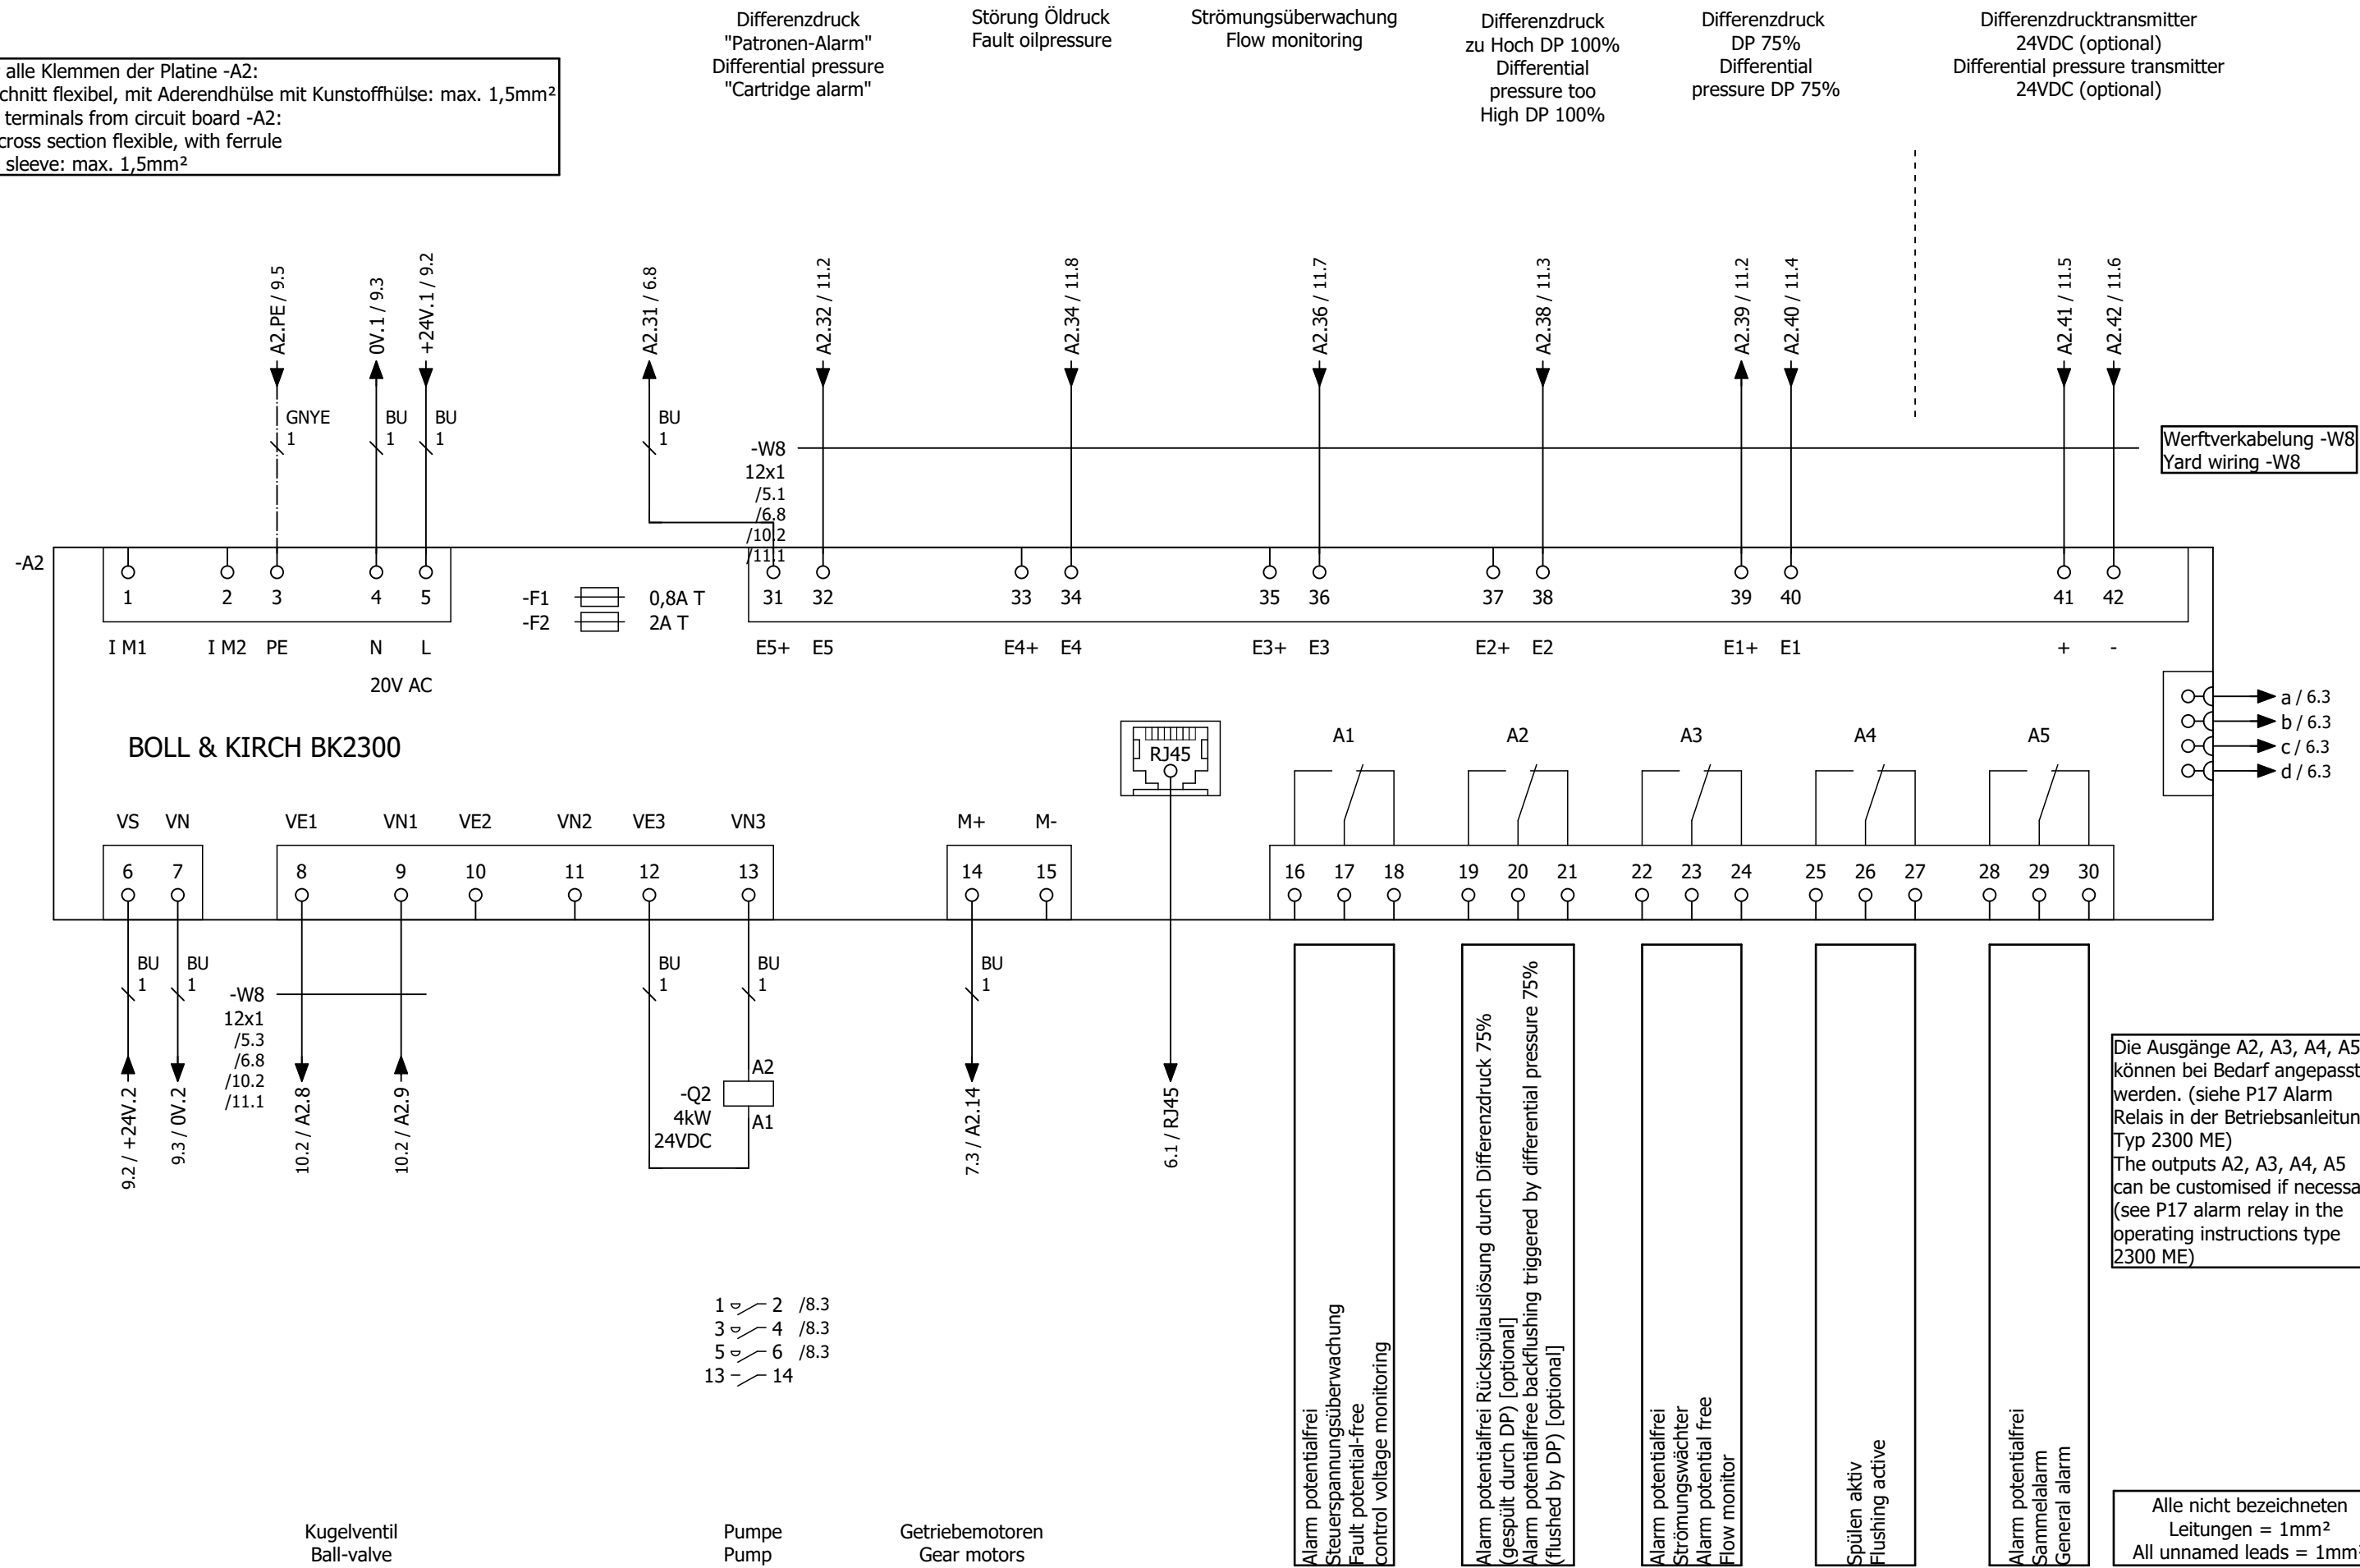 alle Klemmen der Platine -A2:
chnitt flexibel, mit Aderendhülse mit Kunstoffhülse: max. 1,5mm²
terminals from circuit board -A2:
cross section flexible, with ferrule
sleeve: max. 1,5mm²
Differenzdruck
"Patronen-Alarm"
Differential pressure
"Cartridge alarm"
Störung Öldruck
Fault oilpressure
Strömungsüberwachung
Flow monitoring
Differenzdruck
zu Hoch DP 100%
Differential
pressure too
High DP 100%
Differenzdruck
DP 75%
Differential
pressure DP 75%
Differenzdrucktransmitter
24VDC (optional)
Differential pressure transmitter
24VDC (optional)
A2.PE / 9.5
0V.1 / 9.3
+24V.1 / 9.2
A2.31 / 6.8
A2.32 / 11.2
A2.34 / 11.8
A2.36 / 11.7
A2.38 / 11.3
A2.39 / 11.2
A2.40 / 11.4
A2.41 / 11.5
A2.42 / 11.6
GNYE
1
BU
1
BU
1
BU
1
-W8
12x1
/5.1
/6.8
/10.2
/11.1
Werftverkabelung -W8
Yard wiring -W8
-A2
1 2 3 4 5
I M1 I M2 PE N L
20V AC
-F1 0,8A T
-F2 2A T
31 32 33 34 35 36 37 38 39 40 41 42
E5+ E5 E4+ E4 E3+ E3 E2+ E2 E1+ E1 + -
a / 6.3
b / 6.3
c / 6.3
d / 6.3
BOLL & KIRCH BK2300
RJ45
A1 A2 A3 A4 A5
VS VN VE1 VN1 VE2 VN2 VE3 VN3 M+ M-
6 7 8 9 10 11 12 13 14 15
16 17 18 19 20 21 22 23 24 25 26 27 28 29 30
BU
1
BU
1
-W8
12x1
/5.3
/6.8
/10.2
/11.1
BU
1
BU
1
BU
1
9.2 / +24V.2
9.3 / 0V.2
10.2 / A2.8
10.2 / A2.9
A2
-Q2
4kW
24VDC
A1
7.3 / A2.14
6.1 / RJ45
1 2 /8.3
3 4 /8.3
5 6 /8.3
13 14
Alarm potentialfrei
Steuerspannungsüberwachung
Fault potential-free
control voltage monitoring
Alarm potentialfrei Rückspülauslösung durch Differenzdruck 75%
(gespült durch DP) [optional]
Alarm potentialfree backflushing triggered by differential pressure 75%
(flushed by DP) [optional]
Alarm potentialfrei
Strömungswächter
Alarm potential free
Flow monitor
Spülen aktiv
Flushing active
Alarm potentialfrei
Sammelalarm
General alarm
Die Ausgänge A2, A3, A4, A5
können bei Bedarf angepasst
werden. (siehe P17 Alarm
Relais in der Betriebsanleitun
Typ 2300 ME)
The outputs A2, A3, A4, A5
can be customised if necessa
(see P17 alarm relay in the
operating instructions type
2300 ME)
Kugelventil
Ball-valve
Pumpe
Pump
Getriebemotoren
Gear motors
Alle nicht bezeichneten
Leitungen = 1mm²
All unnamed leads = 1mm²